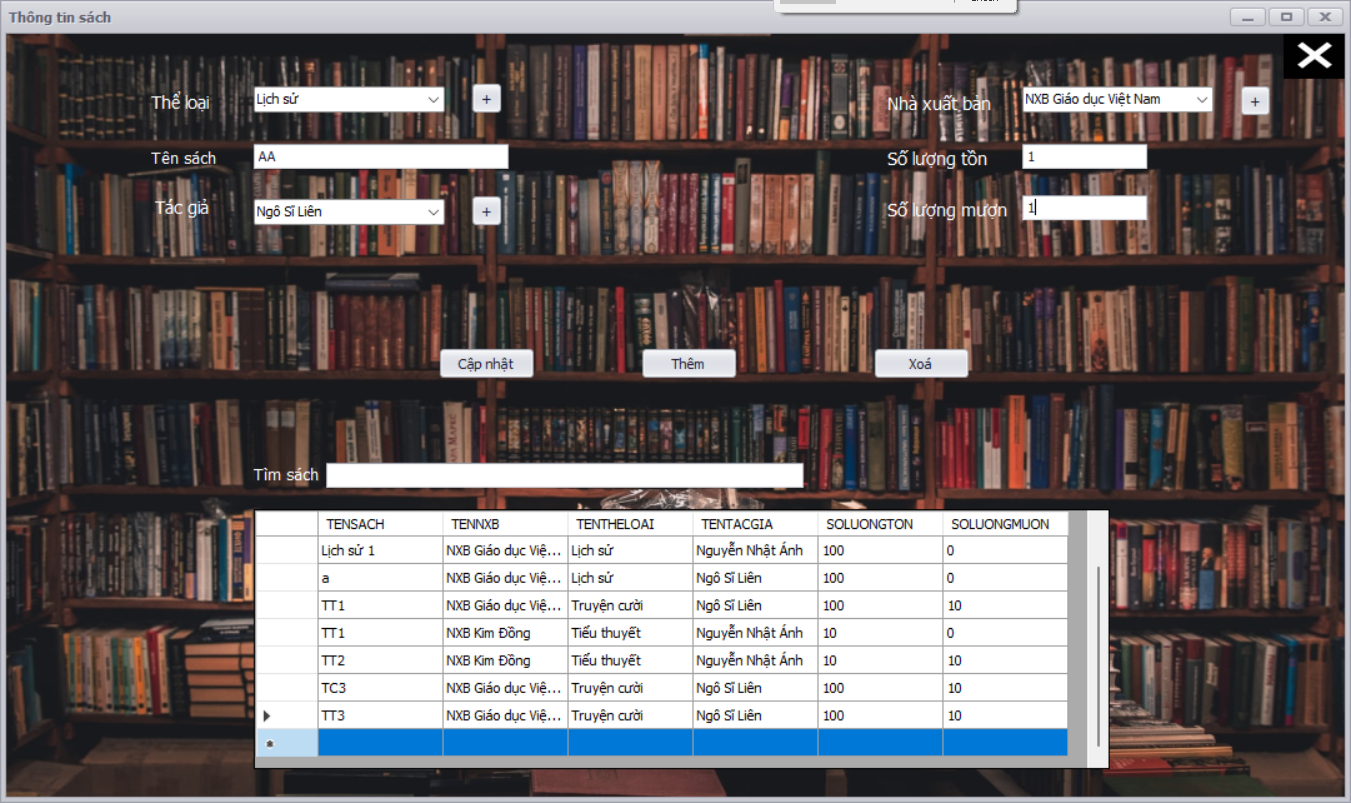 Thông tin sách
Thể loại Lịch sử + Nhà xuất bản NXB Giáo dục Việt Nam +
Tên sách AA Số lượng tồn 1
Tác giả Ngô Sĩ Liên + Số lượng mượn 1
Cập nhật Thêm Xoá
Tìm sách
TENSACH TENNXB TENTHELOAI TENTACGIA SOLUONGTON SOLUONGMUON
Lịch sử 1 NXB Giáo dục Việ... Lịch sử Nguyễn Nhật Ánh 100 0
a NXB Giáo dục Việ... Lịch sử Ngô Sĩ Liên 100 0
TT1 NXB Giáo dục Việ... Truyện cười Ngô Sĩ Liên 100 10
TT1 NXB Kim Đồng Tiểu thuyết Nguyễn Nhật Ánh 10 0
TT2 NXB Kim Đồng Tiểu thuyết Nguyễn Nhật Ánh 10 10
TC3 NXB Giáo dục Việ... Truyện cười Ngô Sĩ Liên 100 10
TT3 NXB Giáo dục Việ... Truyện cười Ngô Sĩ Liên 100 10